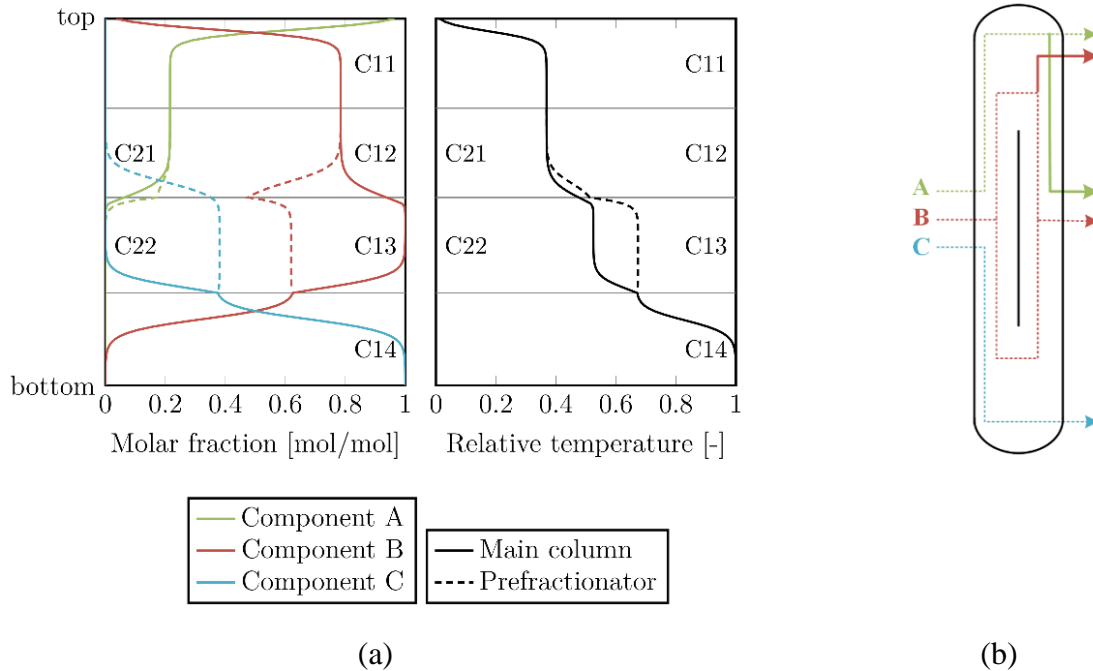 top
C11
C21
C12
C22
C13
C14
bottom
0
0.2
0.4
0.6
0.8
1
Molar fraction [mol/mol]
C11
C21
C12
C22
C13
C14
0
0.2
0.4
0.6
0.8
1
Relative temperature [-]
Component A
Component B
Component C
Main column
Prefractionator
(a)
A
B
C
(b)